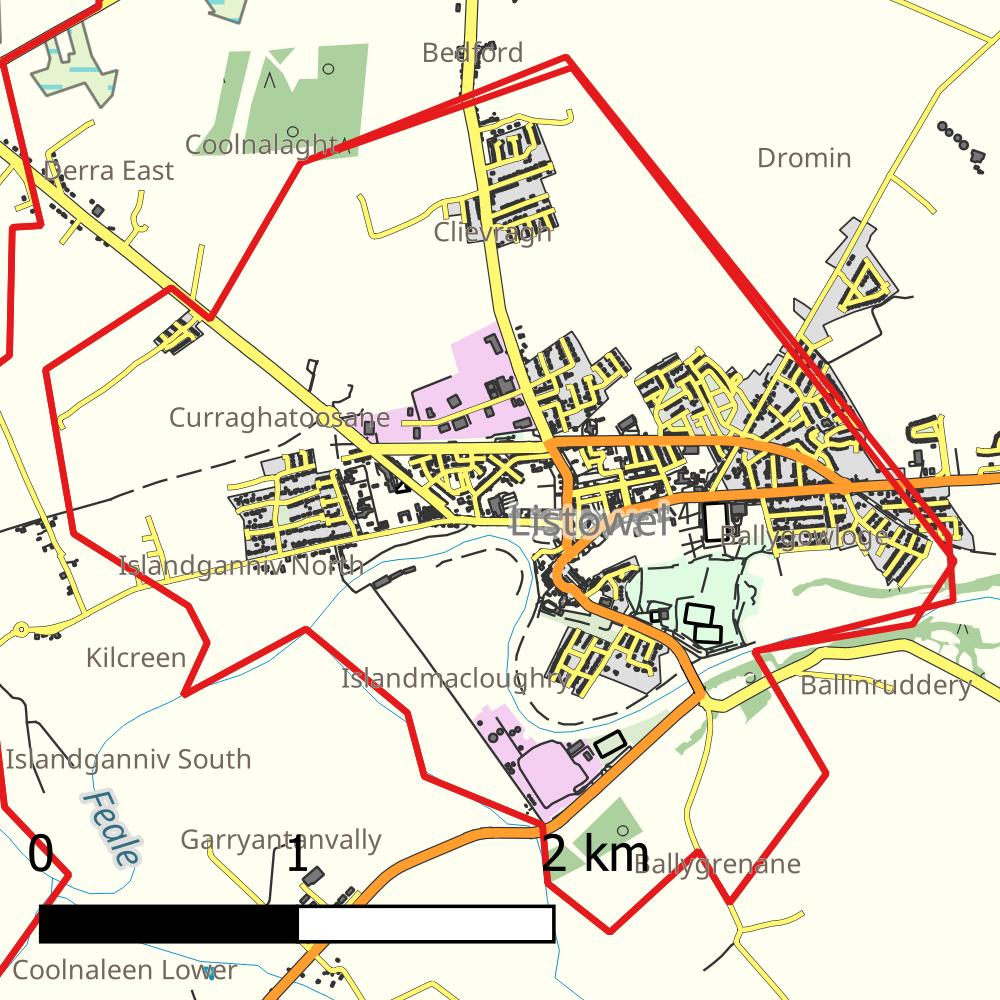 Bedford
Coolnalaght
Dromin
Derra East
Clievragh
Curraghatoosane
Listowel
Ballygowloge
Islandganniv North
Kilcreen
Islandmacloughry
Ballinruddery
Islandganniv South
Feale
Garryantanvally
0
1
2 km
Ballygrenane
Coolnaleen Lower